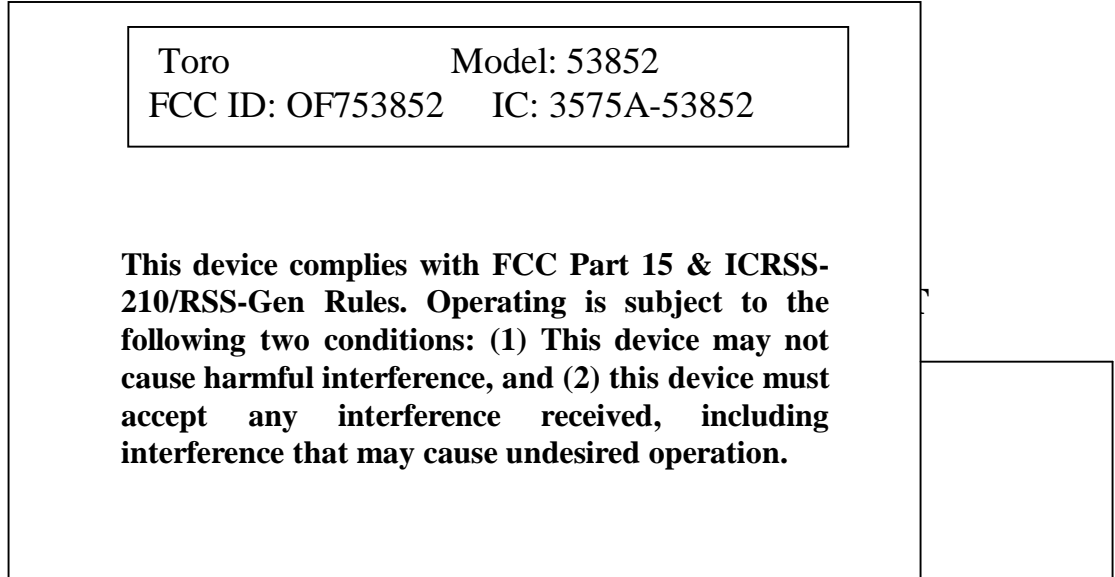 Toro Model: 53852
FCC ID: OF753852 IC: 3575A-53852
This device complies with FCC Part 15 & ICRSS-
210/RSS-Gen Rules. Operating is subject to the
following two conditions: (1) This device may not
cause harmful interference, and (2) this device must
accept any interference received, including
interference that may cause undesired operation.